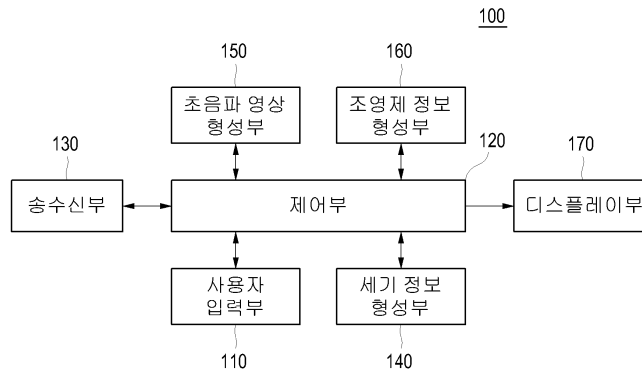 100
150
160
초음파 영상
형성부
조영제 정보
형성부
130
120
170
송수신부
제어부
디스플레이부
사용자
입력부
세기 정보
형성부
110
140